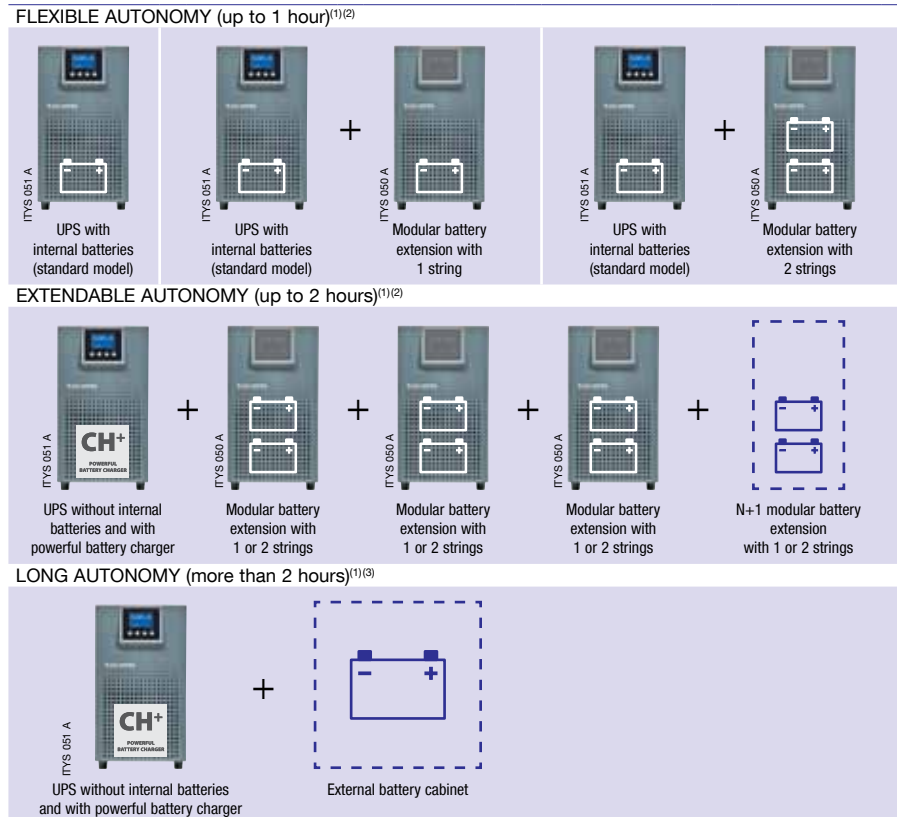 FLEXIBLE AUTONOMY (up to 1 hour)(1)(2)
ITYS 051 A
UPS with
internal batteries
(standard model)
ITYS 051 A
UPS with
internal batteries
(standard model)
+
ITYS 050 A
Modular battery
extension with
1 string
ITYS 051 A
UPS with
internal batteries
(standard model)
+
ITYS 050 A
Modular battery
extension with
2 strings
EXTENDABLE AUTONOMY (up to 2 hours)(1)(2)
CH+
POWERFUL
BATTERY CHARGER
ITYS 051 A
UPS without internal
batteries and with
powerful battery charger
+
ITYS 050 A
Modular battery
extension with
1 or 2 strings
+
ITYS 050 A
Modular battery
extension with
1 or 2 strings
+
ITYS 050 A
Modular battery
extension with
1 or 2 strings
+
N+1 modular battery
extension
with 1 or 2 strings
LONG AUTONOMY (more than 2 hours)(1)(3)
CH+
POWERFUL
BATTERY CHARGER
ITYS 051 A
UPS without internal batteries
and with powerful battery charger
+
External battery cabinet